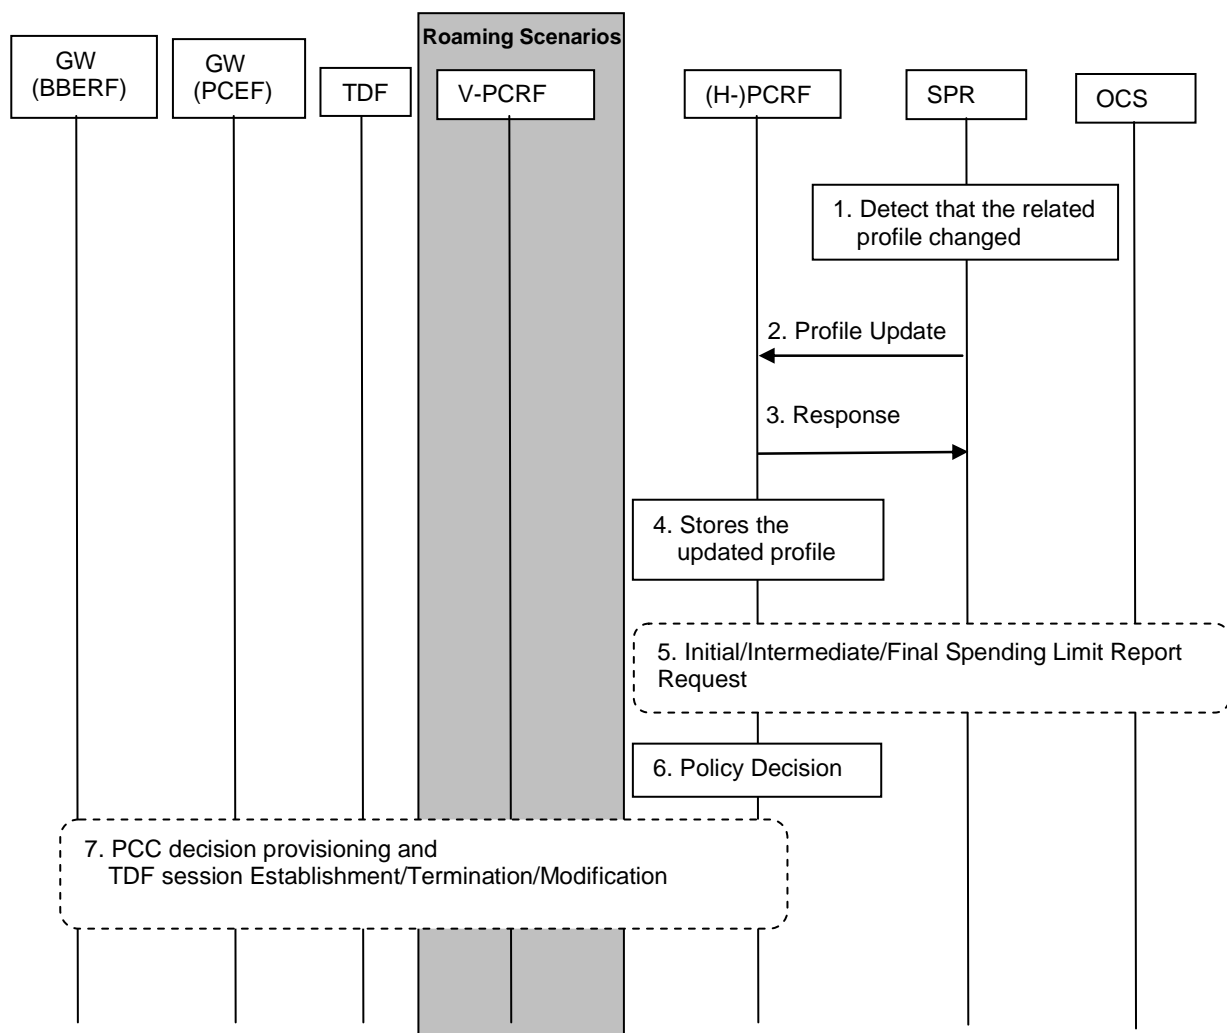 Roaming Scenarios
GW
(BBERF)
GW
(PCEF)
TDF
V-PCRF
(H-)PCRF
SPR
OCS
1. Detect that the related
profile changed
2. Profile Update
3. Response
4. Stores the
updated profile
5. Initial/Intermediate/Final Spending Limit Report
Request
6. Policy Decision
7. PCC decision provisioning and
TDF session Establishment/Termination/Modification